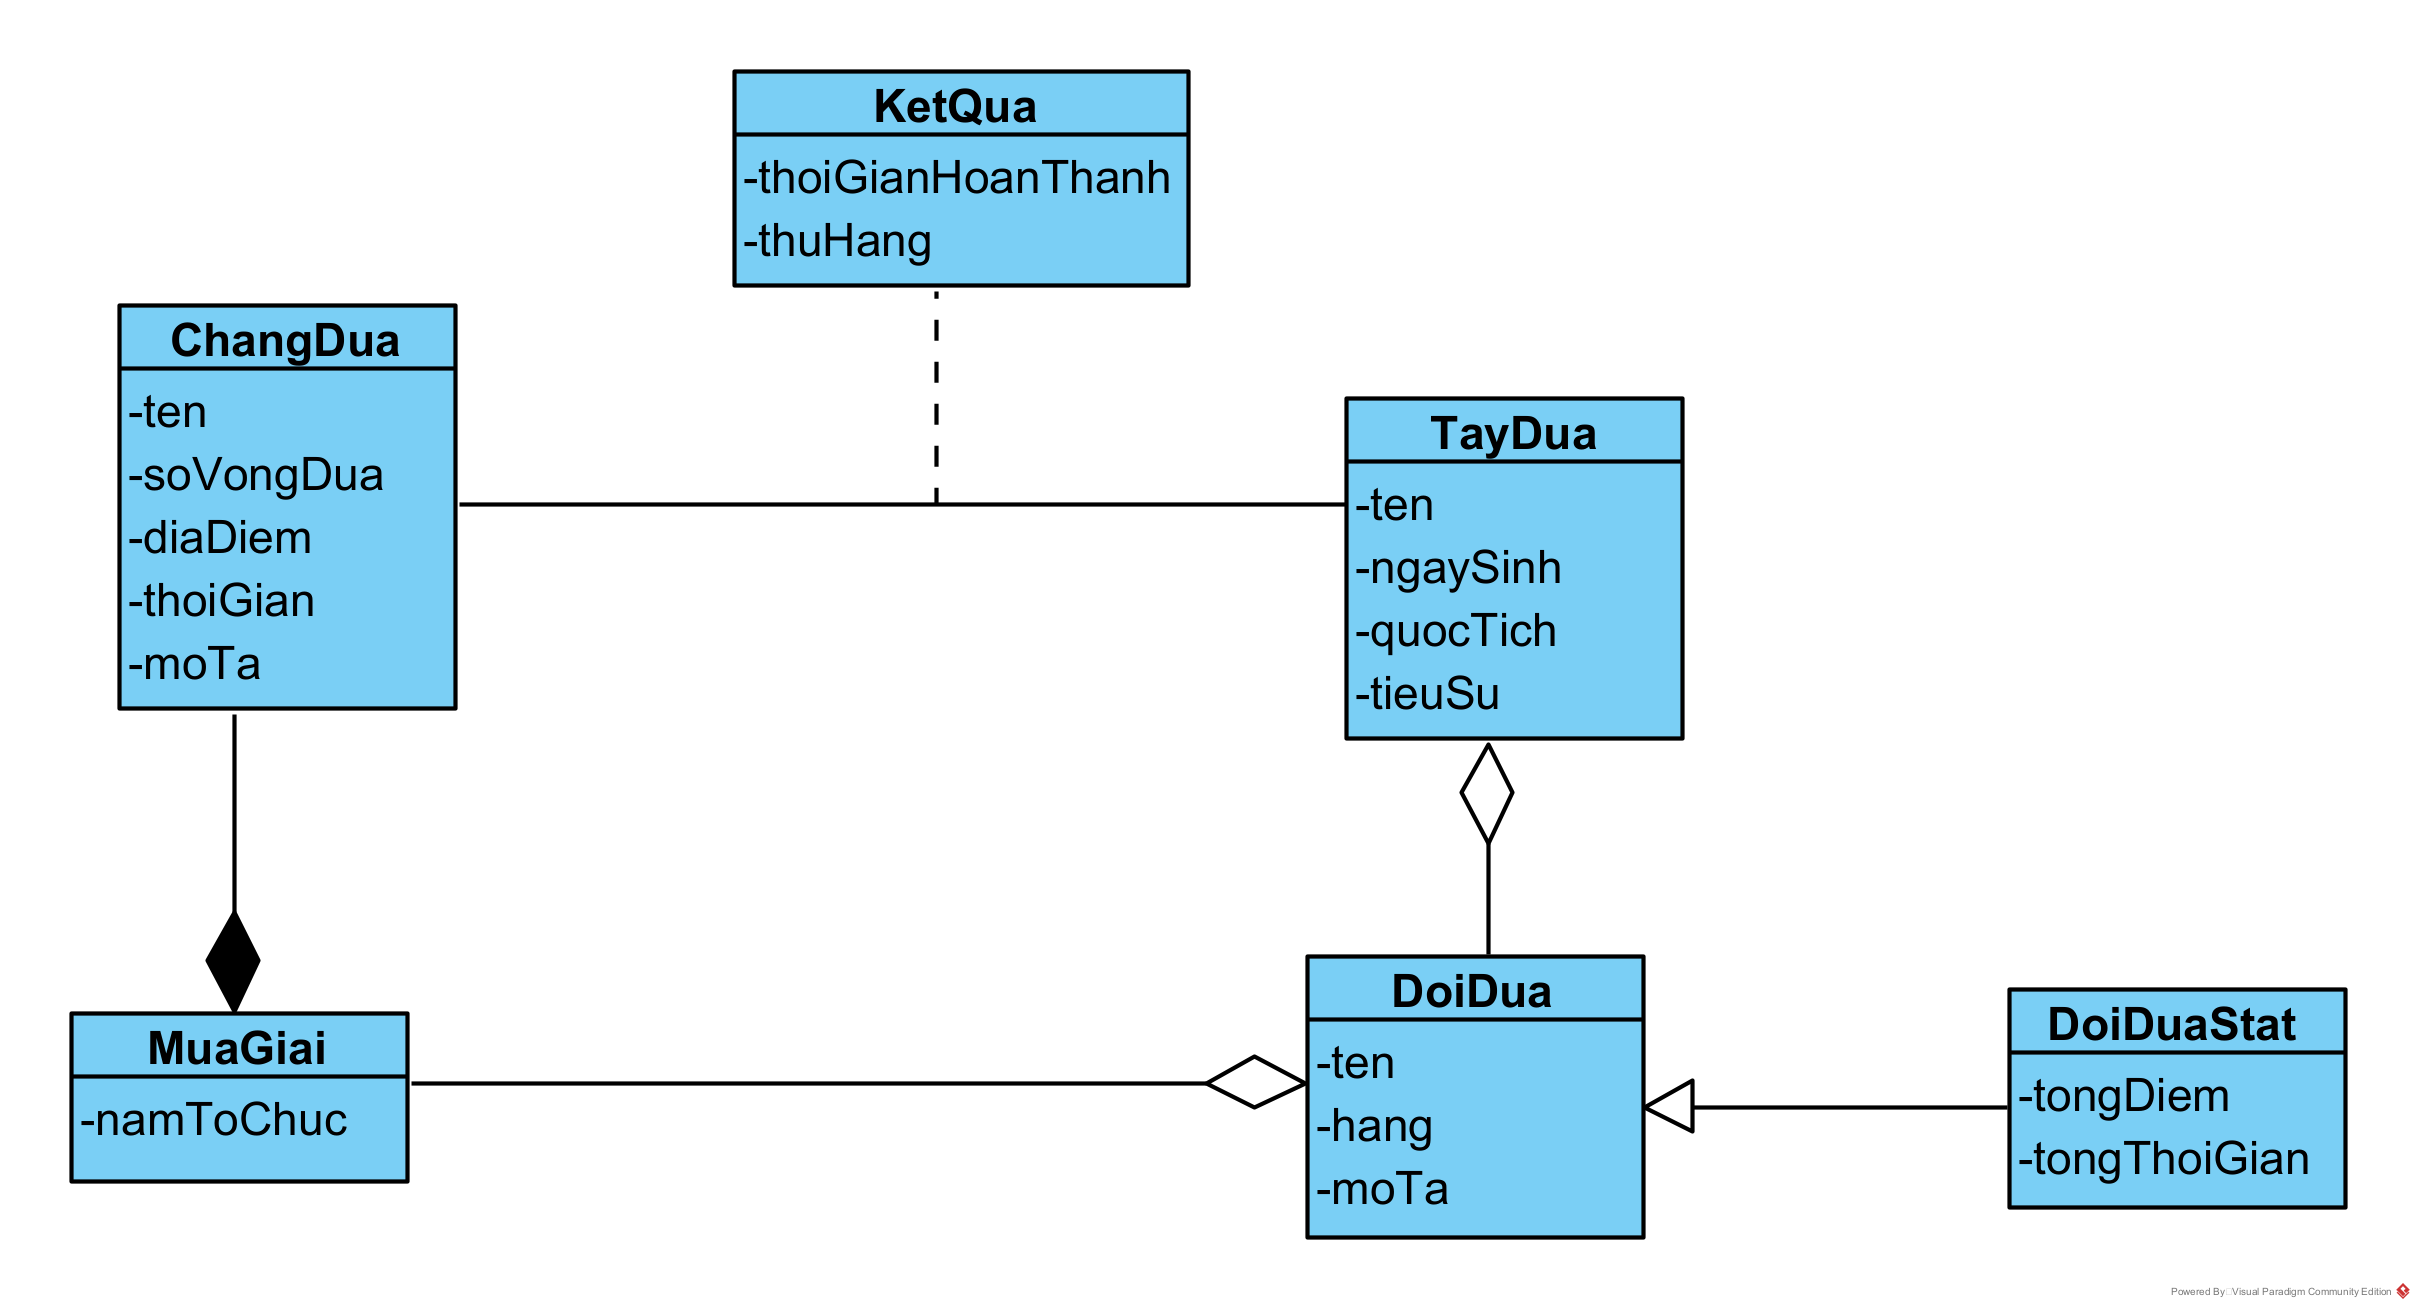 KetQua
-thoiGianHoanThanh
-thuHang
ChangDua
-ten
-soVongDua
-diaDiem
-thoiGian
-moTa
TayDua
-ten
-ngaySinh
-quocTich
-tieuSu
MuaGiai
-namToChuc
DoiDua
-ten
-hang
-moTa
DoiDuaStat
-tongDiem
-tongThoiGian
Powered By Visual Paradigm Community Edition